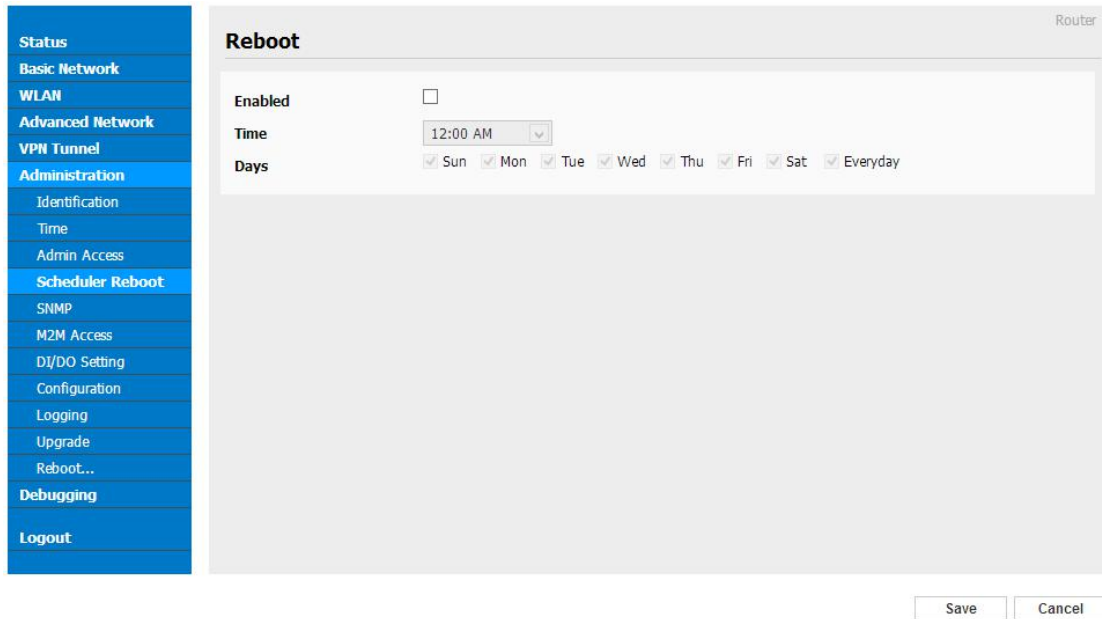 Router
Status
Basic Network
WLAN
Advanced Network
VPN Tunnel
Administration
Identification
Time
Admin Access
Scheduler Reboot
SNMP
M2M Access
DI/DO Setting
Configuration
Logging
Upgrade
Reboot...
Debugging
Logout
Reboot
Enabled
Time 12:00 AM
Days Sun Mon Tue Wed Thu Fri Sat Everyday
Save Cancel